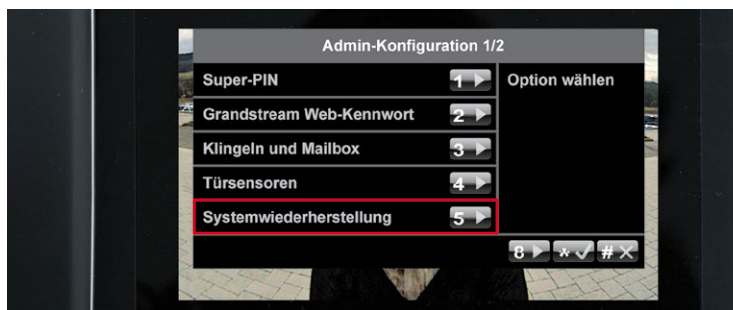 Admin-Konfiguration 1/2
Super-PIN 1 Option wählen
Grandstream Web-Kennwort 2
Klingeln und Mailbox 3
Türsensoren 4
Systemwiederherstellung 5
8 * #